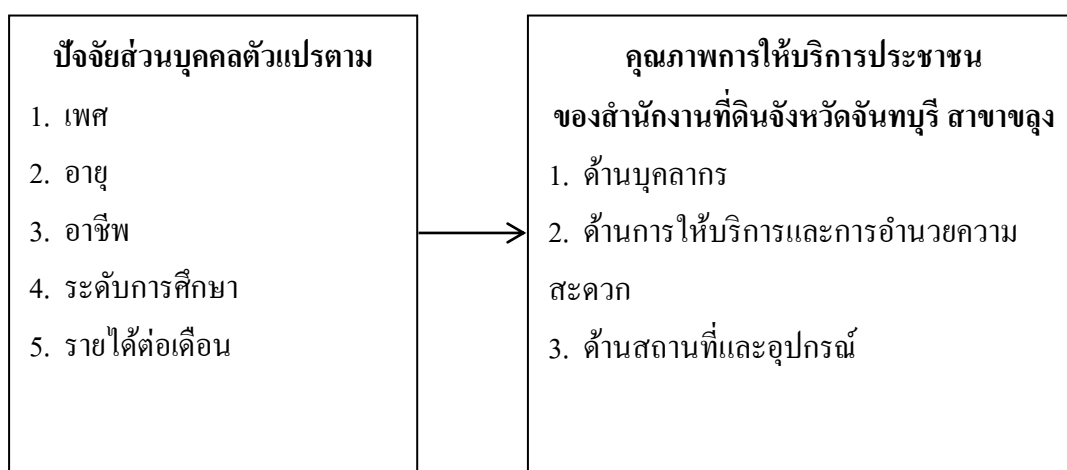 ปัจจัยส่วนบุคคลตัวแปรตาม
1. เพศ
2. อายุ
3. อาชีพ
4. ระดับการศึกษา
5. รายได้ต่อเดือน
คุณภาพการให้บริการประชาชน
ของสำนักงานที่ดินจังหวัดจันทบุรี สาขาขลุง
1. ด้านบุคลากร
2. ด้านการให้บริการและการอำนวยความ
สะดวก
3. ด้านสถานที่และอุปกรณ์